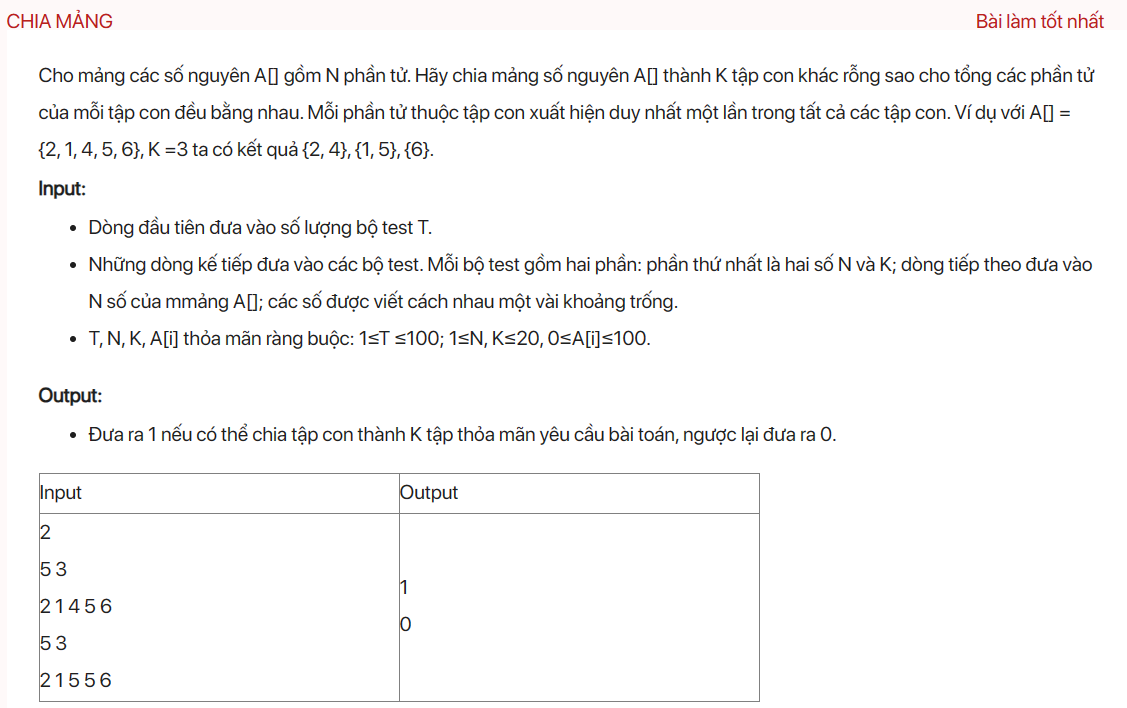 CHIA MẢNG
Bài làm tốt nhất
Cho mảng các số nguyên A[] gồm N phần tử. Hãy chia mảng số nguyên A[] thành K tập con khác rỗng sao cho tổng các phần tử
của mỗi tập con đều bằng nhau. Mỗi phần tử thuộc tập con xuất hiện duy nhất một lần trong tất cả các tập con. Ví dụ với A[] =
{2, 1, 4, 5, 6}, K =3 ta có kết quả {2, 4}, {1, 5}, {6}.
Input:
• Dòng đầu tiên đưa vào số lượng bộ test T.
• Những dòng kế tiếp đưa vào các bộ test. Mỗi bộ test gồm hai phần: phần thứ nhất là hai số N và K; dòng tiếp theo đưa vào
N số của mmảng A[]; các số được viết cách nhau một vài khoảng trống.
• T, N, K, A[i] thỏa mãn ràng buộc: 1≤T ≤100; 1≤N, K≤20, 0≤A[i]≤100.
Output:
• Đưa ra 1 nếu có thể chia tập con thành K tập thỏa mãn yêu cầu bài toán, ngược lại đưa ra 0.
Input
Output
2
5 3
2 1 4 5 6
5 3
2 1 5 5 6
1
0